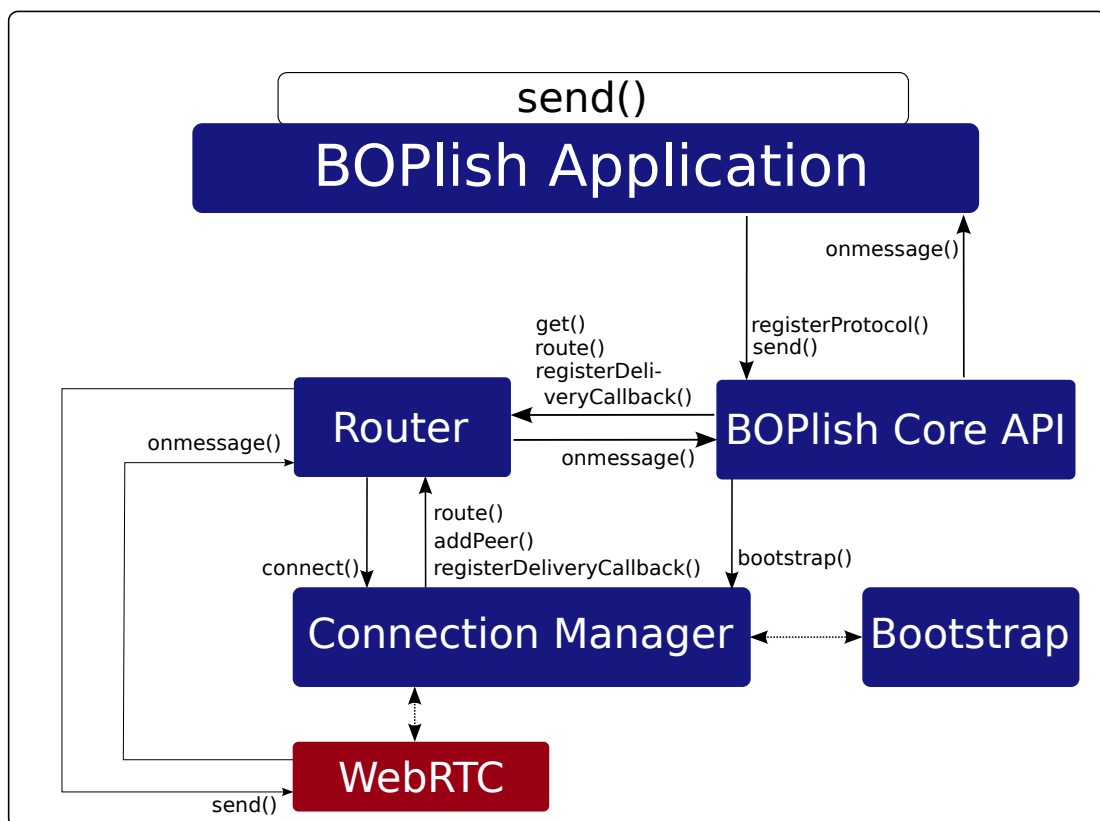 send()
BOPlish Application
onmessage()
registerProtocol()
send()
get()
route()
registerDeli-
veryCallback()
Router
BOPlish Core API
onmessage()
onmessage()
route()
addPeer()
registerDeliveryCallback()
connect()
bootstrap()
Connection Manager
Bootstrap
WebRTC
send()